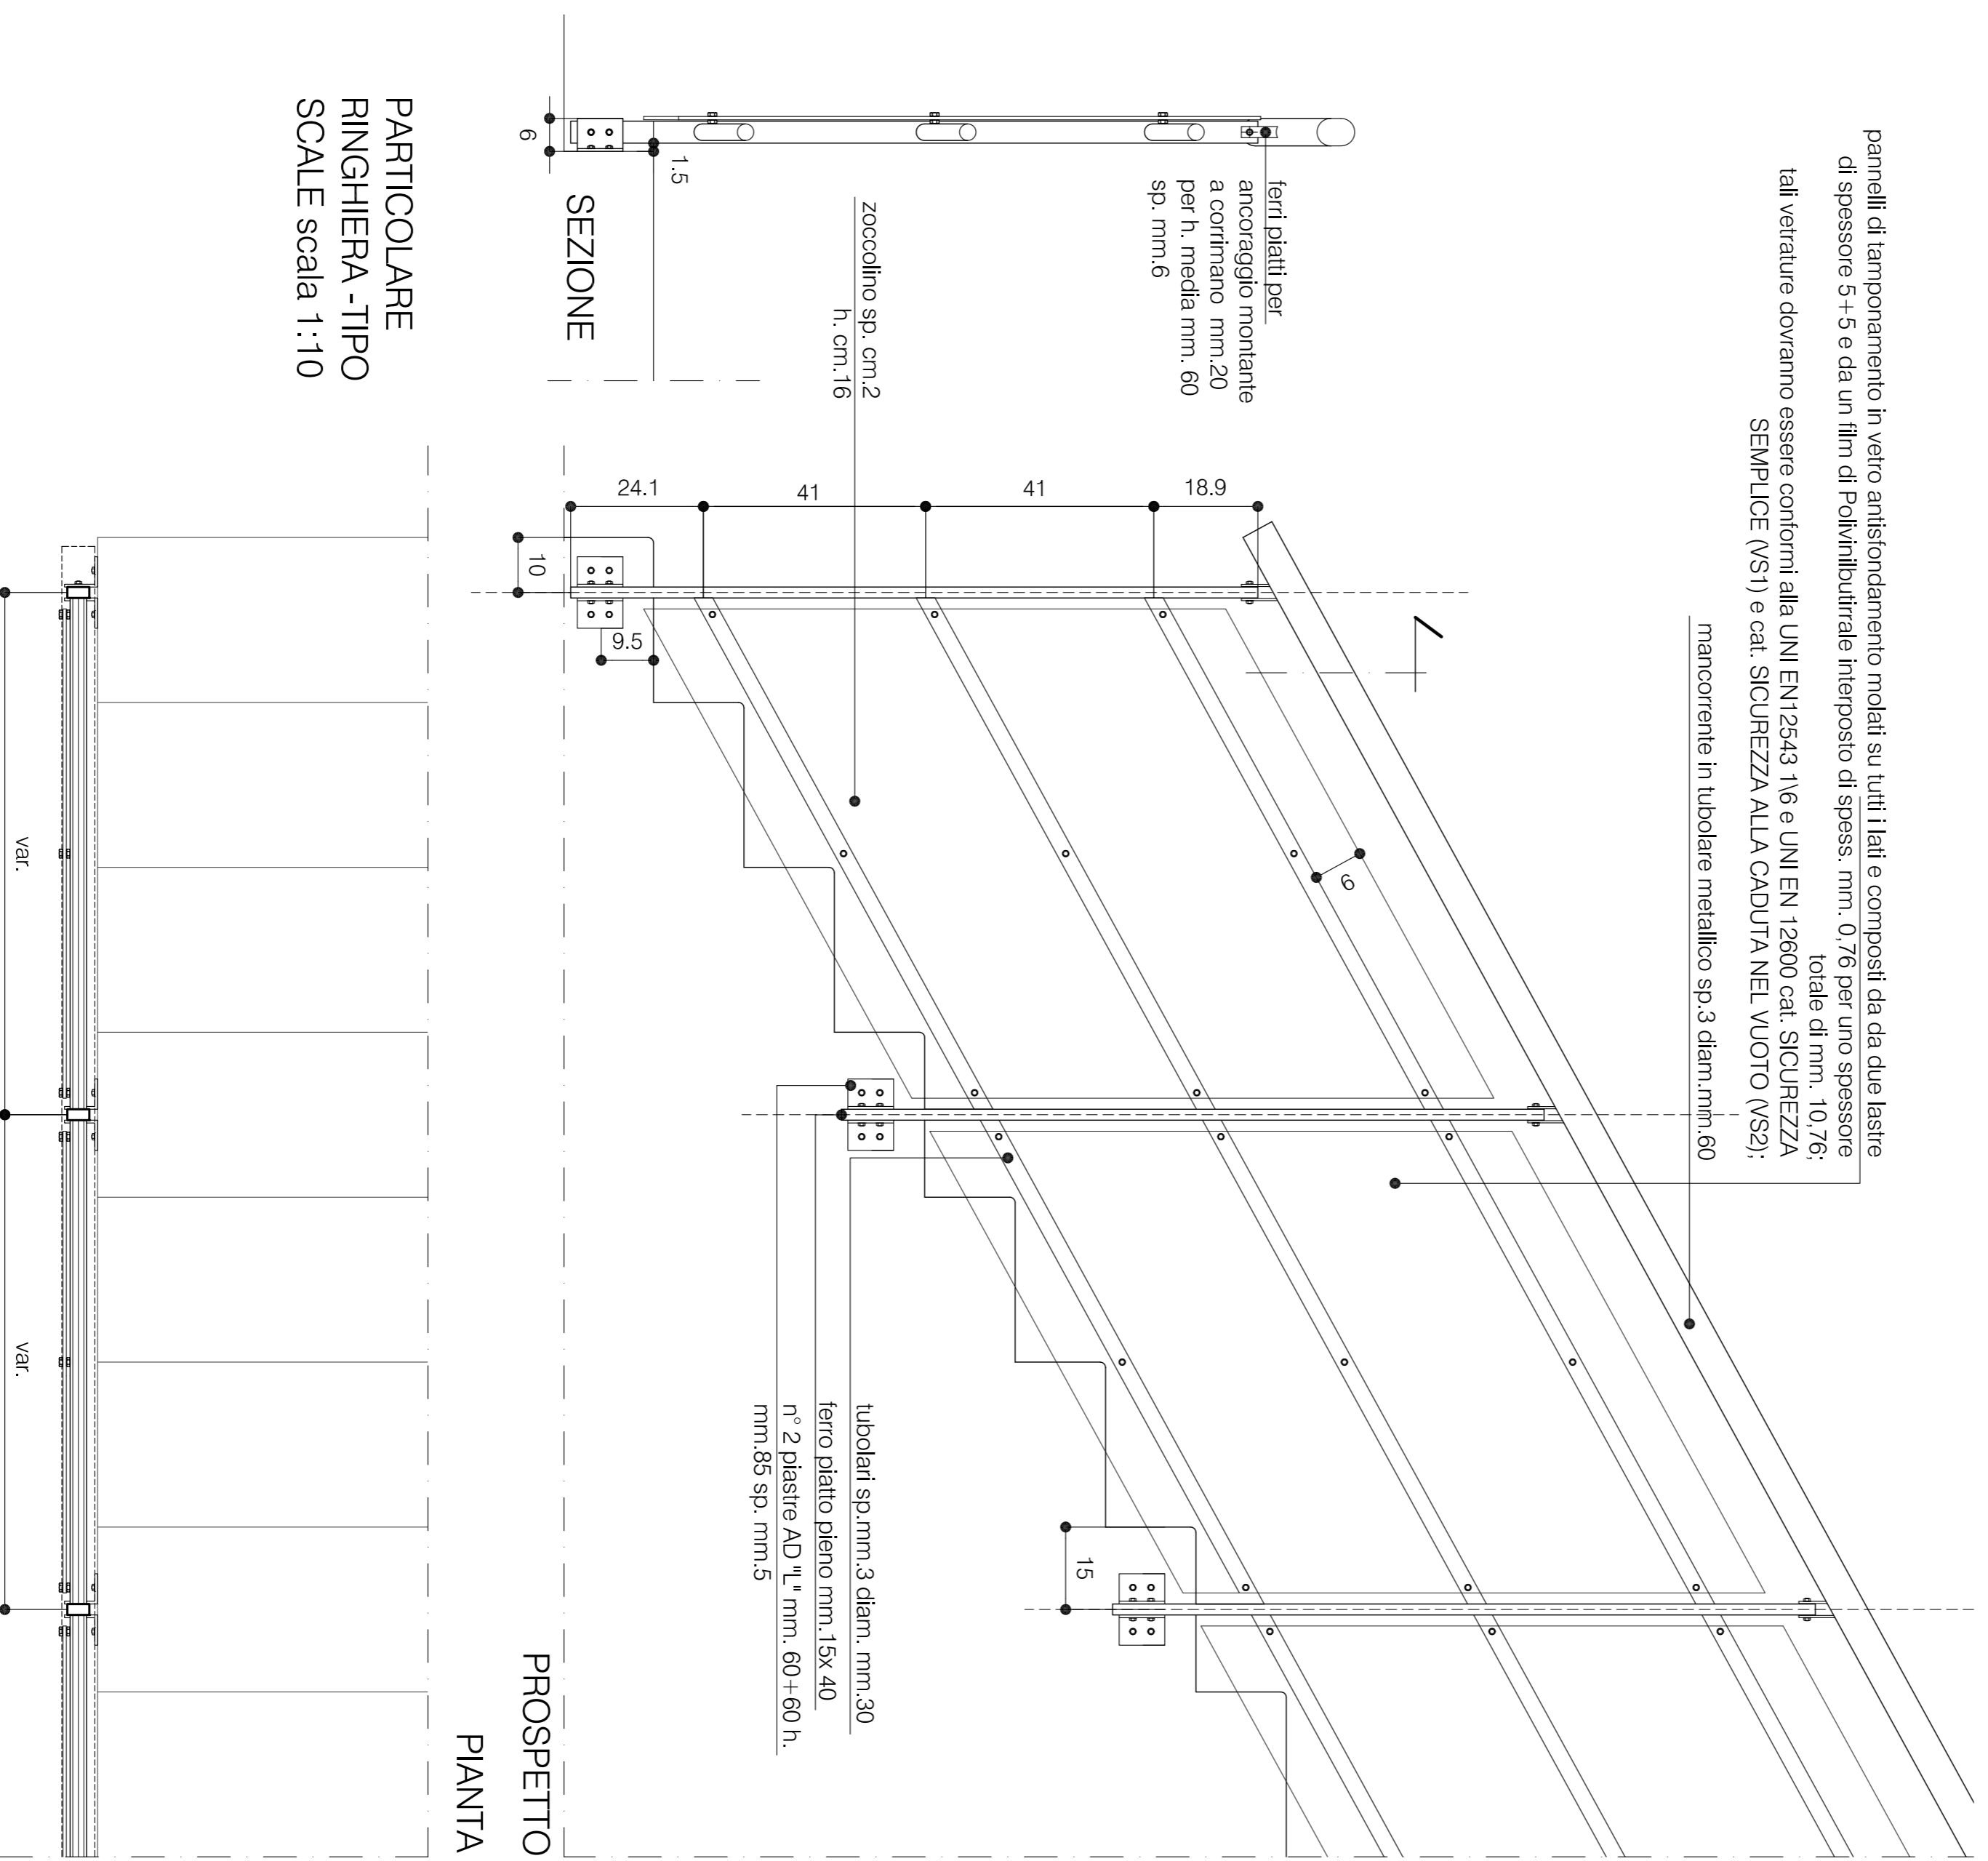 pannelli di tamponamento in vetro antisfondamento molati su tutti i lati e composti da da due lastre
di spessore 5+5 e da un film di Polivinilbutirrale interposto di spess. mm. 0,76 per uno spessore
totale di mm. 10,76;
tali vetrature dovranno essere conformi alla UNI EN12543 1\6 e UNI EN 12600 cat. SICUREZZA
SEMPLICE (VS1) e cat. SICUREZZA ALLA CADUTA NEL VUOTO (VS2);
mancorrente in tubolare metallico sp.3 diam.mm.60
ferri piatti per
ancoraggio montante
a corrimano mm.20
per h. media mm. 60
sp. mm.6
zoccolino sp. cm.2
h. cm.16
6
1.5
SEZIONE
24.1
41
41
18.9
10
9.5
6
15
tubolari sp.mm.3 diam. mm.30
ferro piatto pieno mm.15x 40
n° 2 piastre AD "L" mm. 60+60 h.
mm.85 sp. mm.5
PROSPETTO
PIANTA
PARTICOLARE
RINGHIERA -TIPO
SCALE scala 1:10
var.
var.